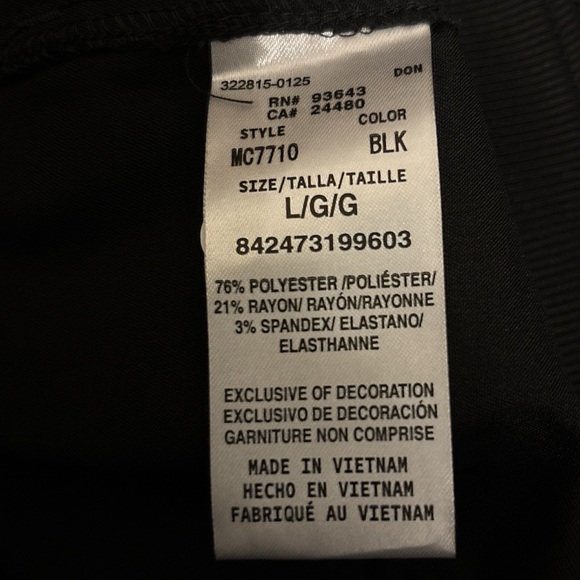 322815-0125 DON
RN# 93643
CA# 24480
STYLE COLOR
MC7710 BLK
SIZE/TALLA/TAILLE
L/G/G
842473199603
76% POLYESTER /POLIÉSTER/
21% RAYON/ RAYÓN/RAYONNE
3% SPANDEX/ ELASTANO/
ELASTHANNE
EXCLUSIVE OF DECORATION
EXCLUSIVO DE DECORACIÓN
GARNITURE NON COMPRISE
MADE IN VIETNAM
HECHO EN VIETNAM
FABRIQUÉ AU VIETNAM